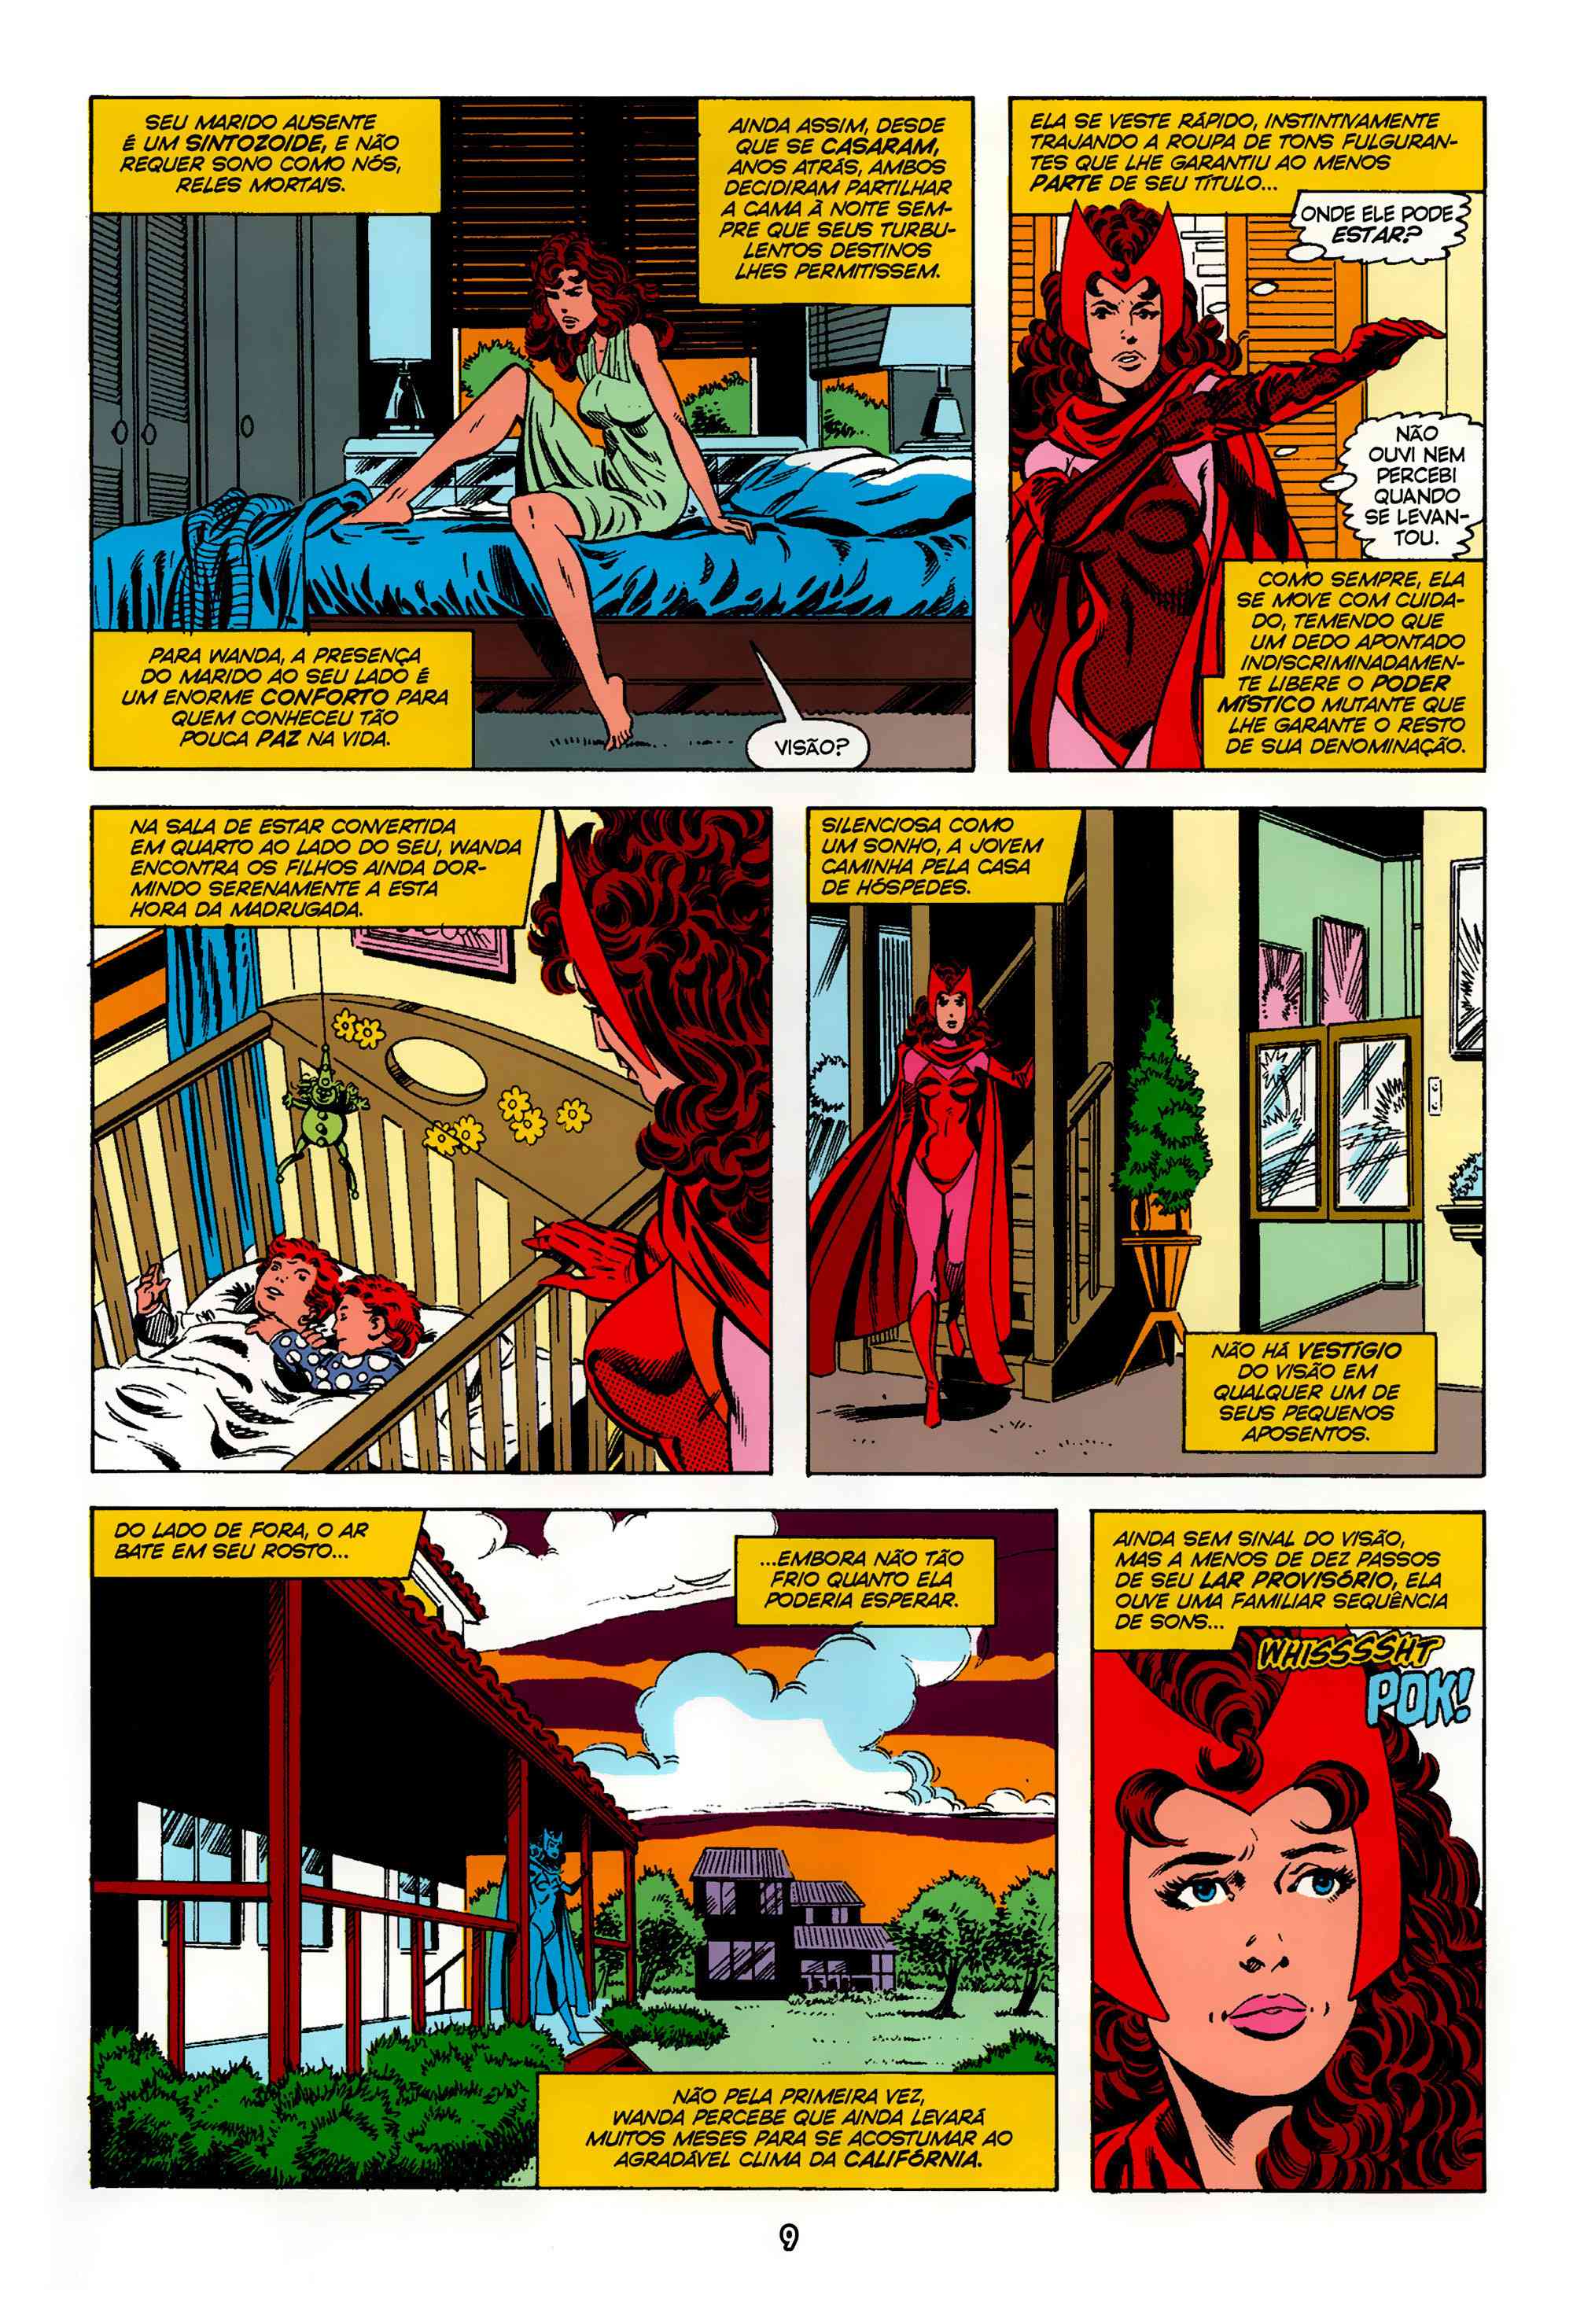 SEU MARIDO AUSENTE
É UM SINTOZOIDE, E NÃO
REQUER SONO COMO NÓS,
RELES MORTAIS.
AINDA ASSIM, DESDE
QUE SE CASARAM,
ANOS ATRÁS, AMBOS
DECIDIRAM PARTILHAR
A CAMA À NOITE SEM-
PRE QUE SEUS TURBU-
LENTOS DESTINOS
LHES PERMITISSEM.
PARA WANDA, A PRESENÇA
DO MARIDO AO SEU LADO É
UM ENORME CONFORTO PARA
QUEM CONHECEU TÃO
POUCA PAZ NA VIDA.
VISÃO?
ELA SE VESTE RÁPIDO, INSTINTIVAMENTE
TRAJANDO A ROUPA DE TONS FULGURAN-
TES QUE LHE GARANTIU AO MENOS
PARTE DE SEU TÍTULO...
ONDE ELE PODE
ESTAR?
NÃO
OUVI NEM
PERCEBI
QUANDO
SE LEVAN-
TOU.
COMO SEMPRE, ELA
SE MOVE COM CUIDA-
DO, TEMENDO QUE
UM DEDO APONTADO
INDISCRIMINADAMEN-
TE LIBERE O PODER
MÍSTICO MUTANTE QUE
LHE GARANTE O RESTO
DE SUA DENOMINAÇÃO.
NA SALA DE ESTAR CONVERTIDA
EM QUARTO AO LADO DO SEU, WANDA
ENCONTRA OS FILHOS AINDA DOR-
MINDO SERENAMENTE A ESTA
HORA DA MADRUGADA.
SILENCIOSA COMO
UM SONHO, A JOVEM
CAMINHA PELA CASA
DE HÓSPEDES.
NÃO HÁ VESTÍGIO
DO VISÃO EM
QUALQUER UM DE
SEUS PEQUENOS
APOSENTOS.
DO LADO DE FORA, O AR
BATE EM SEU ROSTO...
...EMBORA NÃO TÃO
FRIO QUANTO ELA
PODERIA ESPERAR.
NÃO PELA PRIMEIRA VEZ,
WANDA PERCEBE QUE AINDA LEVARÁ
MUITOS MESES PARA SE ACOSTUMAR AO
AGRADÁVEL CLIMA DA CALIFÓRNIA.
AINDA SEM SINAL DO VISÃO,
MAS A MENOS DE DEZ PASSOS
DE SEU LAR PROVISÓRIO, ELA
OUVE UMA FAMILIAR SEQUÊNCIA
DE SONS...
WHISSSSHT
POK!
9